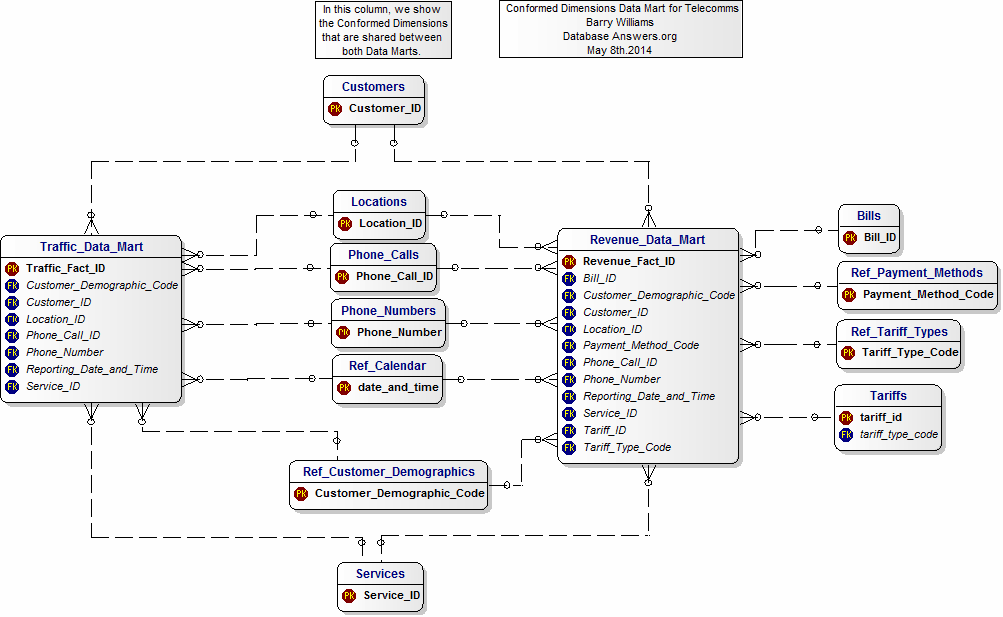 In this column, we show
the Conformed Dimensions
that are shared between
both Data Marts.
Conformed Dimensions Data Mart for Telecomms
Barry Williams
Database Answers.org
May 8th.2014
Customers
PK Customer_ID
Locations
PK Location_ID
Phone_Calls
PK Phone_Call_ID
Phone_Numbers
PK Phone_Number
Ref_Calendar
PK date_and_time
Traffic_Data_Mart
PK Traffic_Fact_ID
FK Customer_Demographic_Code
FK Customer_ID
FK Location_ID
FK Phone_Call_ID
FK Phone_Number
FK Reporting_Date_and_Time
FK Service_ID
Revenue_Data_Mart
PK Revenue_Fact_ID
FK Bill_ID
FK Customer_Demographic_Code
FK Customer_ID
FK Location_ID
FK Payment_Method_Code
FK Phone_Call_ID
FK Phone_Number
FK Reporting_Date_and_Time
FK Service_ID
FK Tariff_ID
FK Tariff_Type_Code
Bills
PK Bill_ID
Ref_Payment_Methods
PK Payment_Method_Code
Ref_Tariff_Types
PK Tariff_Type_Code
Tariffs
PK tariff_id
FK tariff_type_code
Ref_Customer_Demographics
PK Customer_Demographic_Code
Services
PK Service_ID